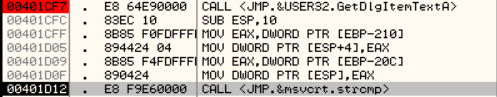 00401CF7 . E8 64E90000 CALL <JMP.&USER32.GetDlgItemTextA>
00401CFC . 83EC 10 SUB ESP,10
00401CFF . 8B85 F0FDFFFF MOV EAX,DWORD PTR [EBP-210]
00401D05 . 894424 04 MOV DWORD PTR [ESP+4],EAX
00401D09 . 8B85 F4FDFFFF MOV EAX,DWORD PTR [EBP-20C]
00401D0F . 890424 MOV DWORD PTR [ESP],EAX
00401D12 . E8 F9E60000 CALL <JMP.&msvcrt.strcmp>